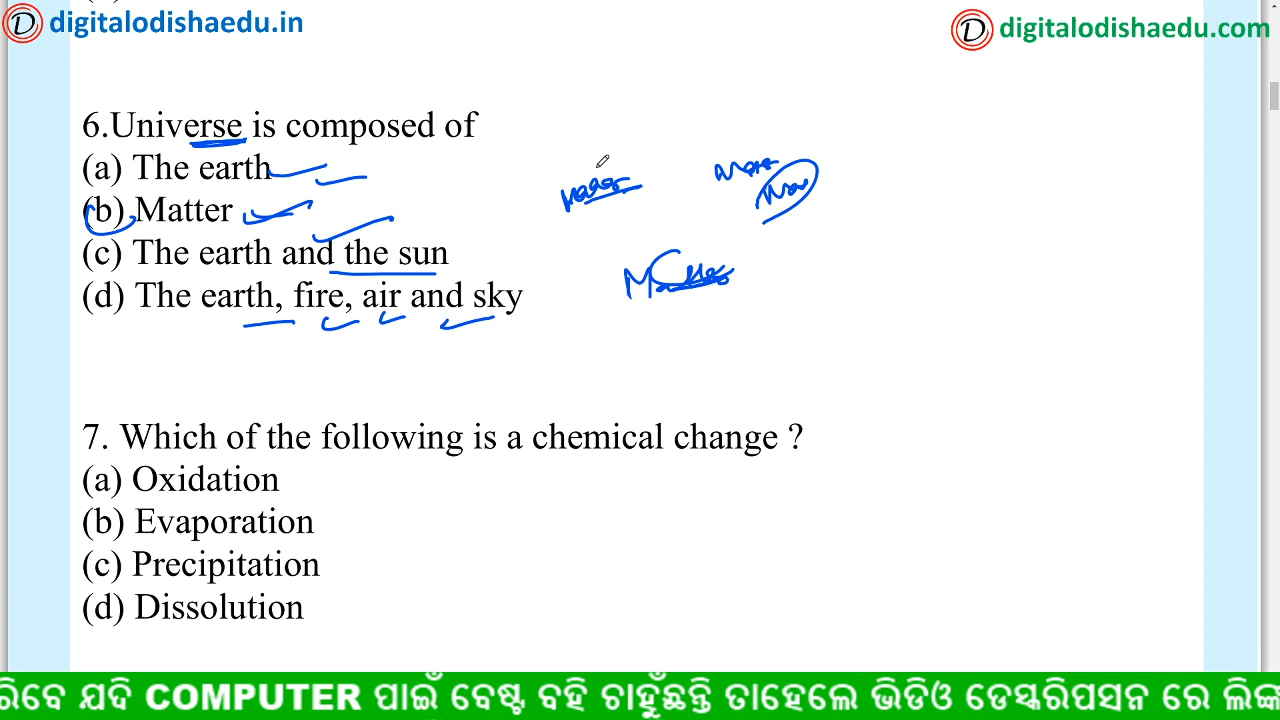 digitalodishaedu.in
digitalodishaedu.com
6.Universe is composed of
(a) The earth
(b) Matter
(c) The earth and the sun
(d) The earth, fire, air and sky
7. Which of the following is a chemical change ?
(a) Oxidation
(b) Evaporation
(c) Precipitation
(d) Dissolution
ରିବେ ଯଦି COMPUTER ପାଇଁ ବେଷ୍ଟ ବହି ଚାହୁଁଛନ୍ତି ତାହେଲେ ଭିଡିଓ ଡେସ୍କରିପସନ ରେ ଲିଙ୍କ